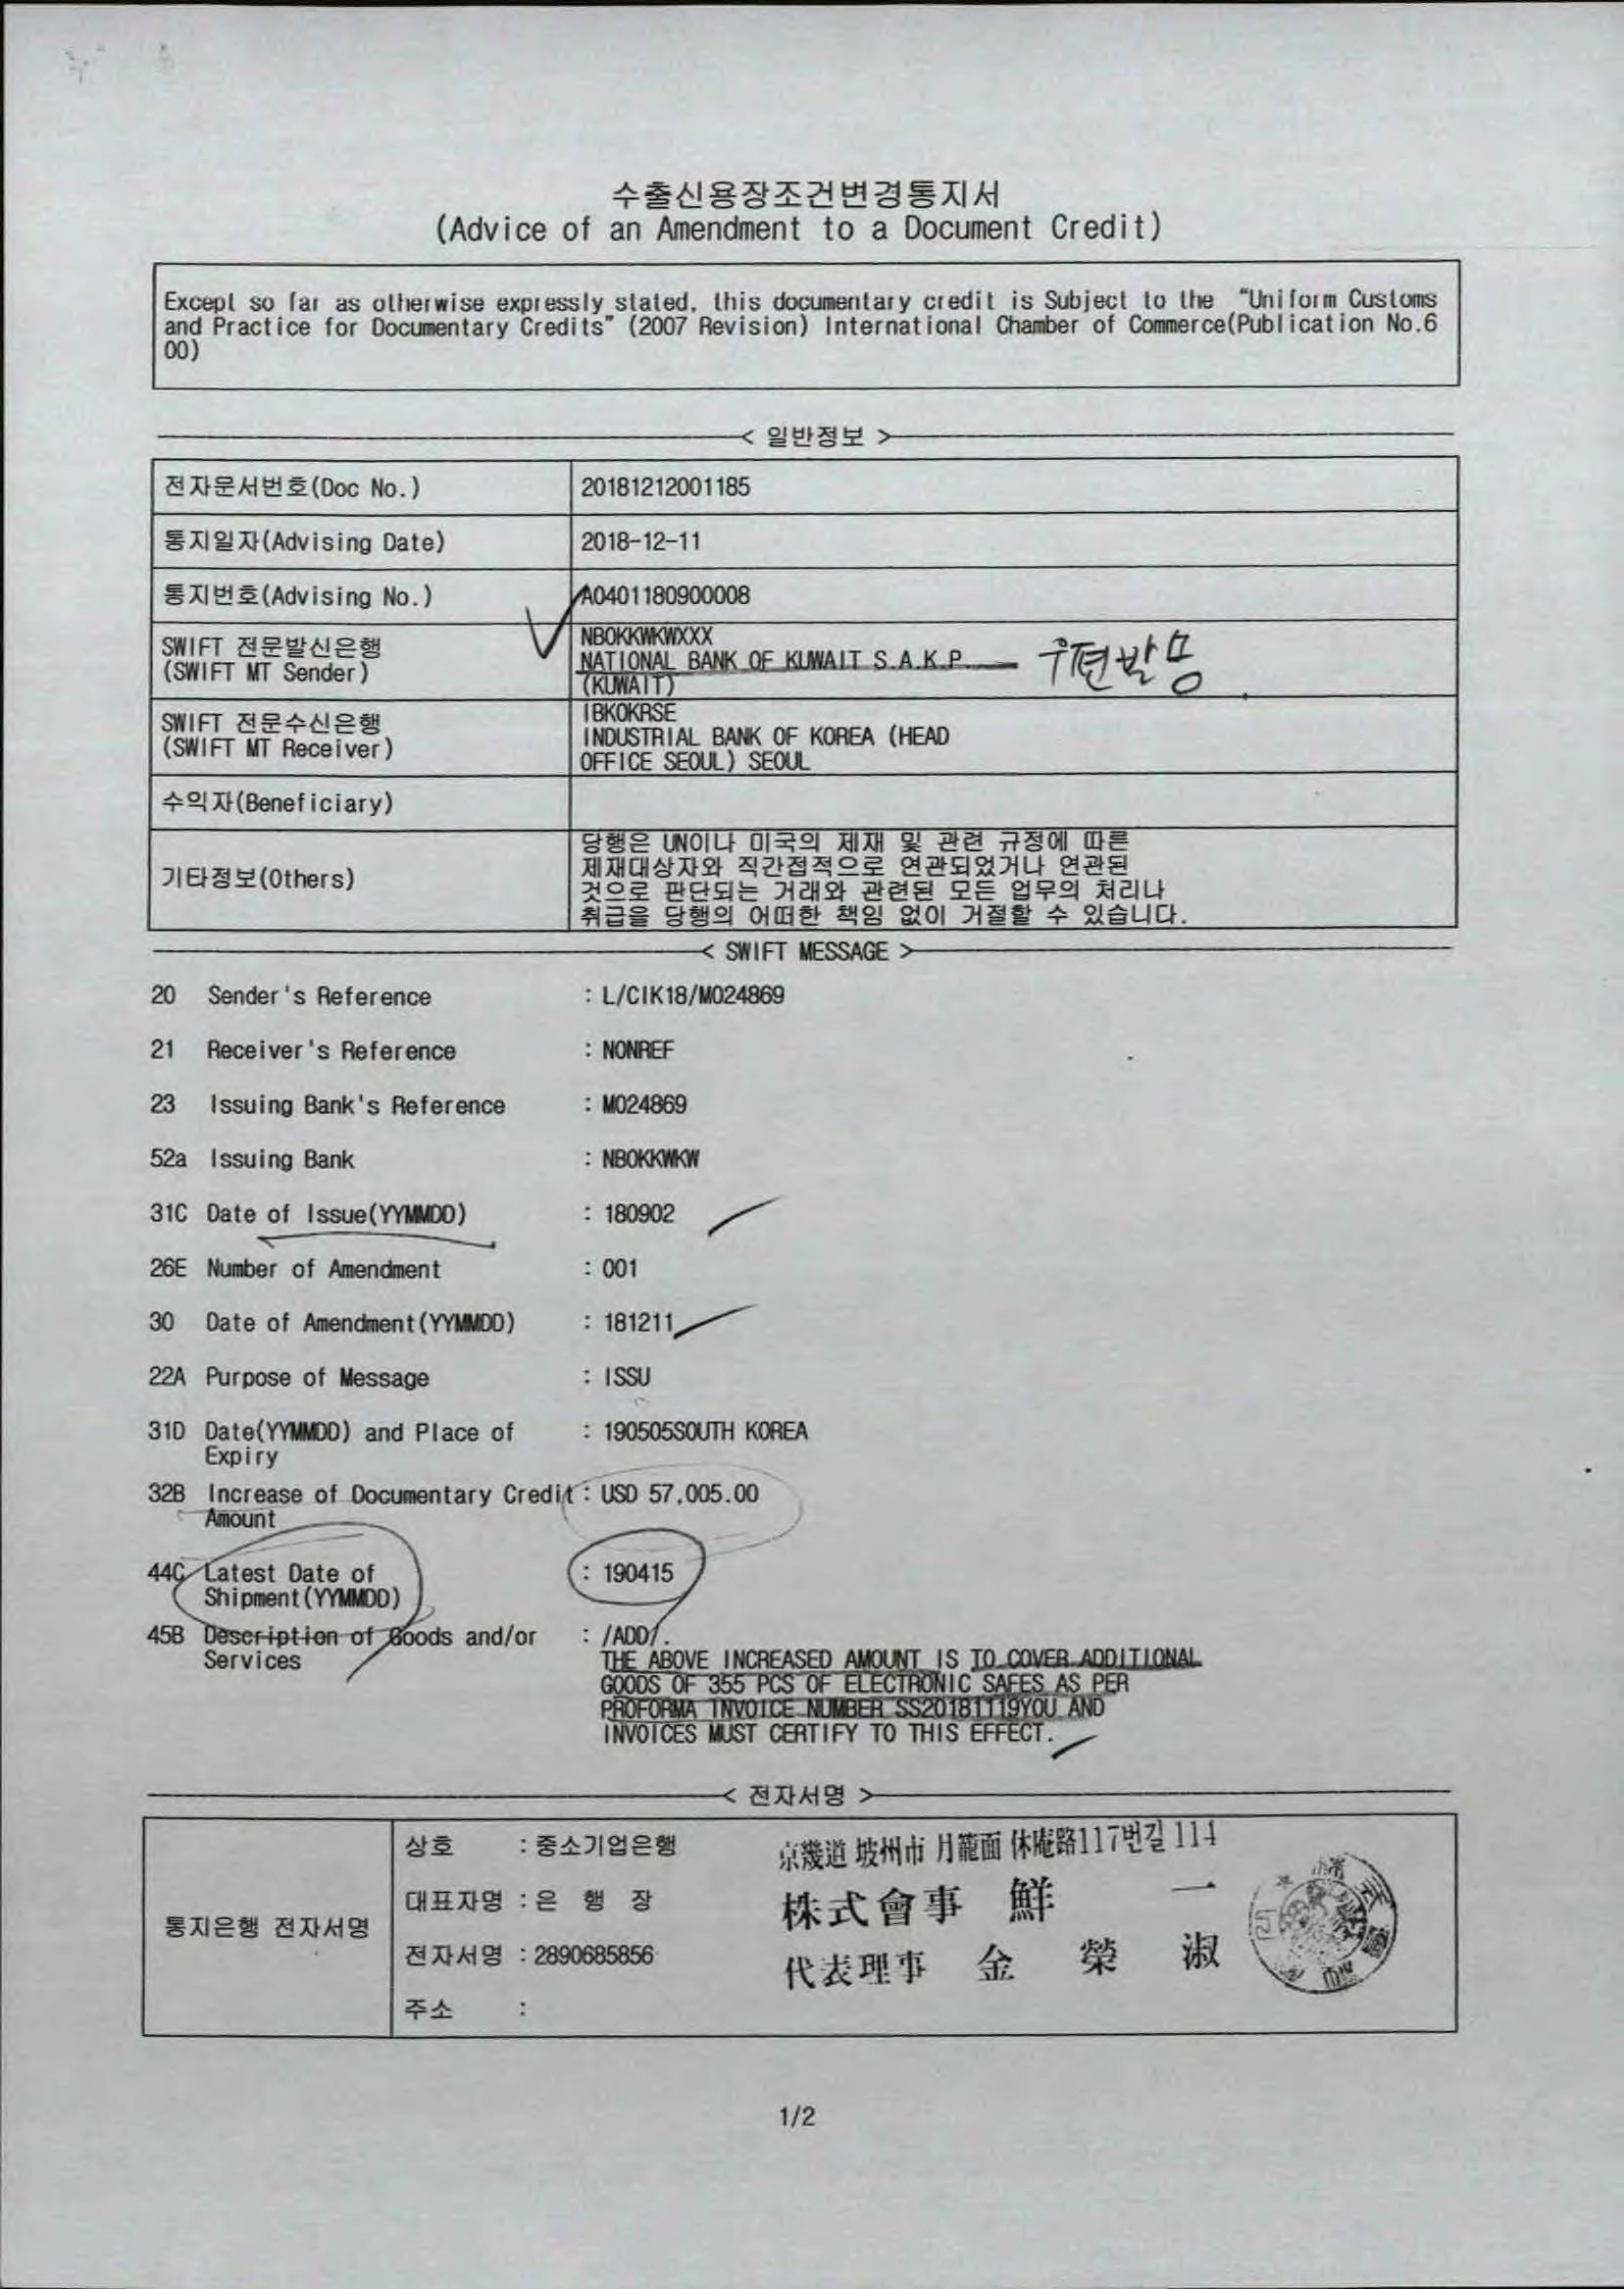 수출신용장조건변경통지서
(Advice of an Amendment to a Document Credit)
Except so far as otherwise expressly stated, this documentary credit is Subject to the "Uniform Customs
and Practice for Documentary Credits" (2007 Revision) International Chamber of Commerce(Publication No.6
00)
< 일반정보 >
전자문서번호(Doc No.) 20181212001185
통지일자(Advising Date) 2018-12-11
통지번호(Advising No.) A0401180900008
SWIFT 전문발신은행
(SWIFT MT Sender)
NBOKKWKWXXX
NATIONAL BANK OF KUWAIT S.A.K.P. 우편발송
(KUWAIT)
SWIFT 전문수신은행
(SWIFT MT Receiver)
IBKOKRSE
INDUSTRIAL BANK OF KOREA (HEAD
OFFICE SEOUL) SEOUL
수익자(Beneficiary)
기타정보(Others)
당행은 UN이나 미국의 제재 및 관련 규정에 따른
제재대상자와 직간접적으로 연관되었거나 연관된
것으로 판단되는 거래와 관련된 모든 업무의 처리나
취급을 당행의 어떠한 책임 없이 거절할 수 있습니다.
< SWIFT MESSAGE >
20 Sender's Reference : L/CIK18/M024869
21 Receiver's Reference : NONREF
23 Issuing Bank's Reference : M024869
52a Issuing Bank : NBOKKWKW
31C Date of Issue(YYMMDD) : 180902
26E Number of Amendment : 001
30 Date of Amendment(YYMMDD) : 181211
22A Purpose of Message : ISSU
31D Date(YYMMDD) and Place of : 190505SOUTH KOREA
Expiry
32B Increase of Documentary Credit : USD 57,005.00
Amount
44C Latest Date of : 190415
Shipment(YYMMDD)
45B Description of Goods and/or : /ADD/.
Services
THE ABOVE INCREASED AMOUNT IS TO COVER ADDITIONAL
GOODS OF 355 PCS OF ELECTRONIC SAFES AS PER
PROFORMA INVOICE NUMBER SS20181119YOU AND
INVOICES MUST CERTIFY TO THIS EFFECT.
< 전자서명 >
통지은행 전자서명
상호 : 중소기업은행
대표자명 : 은 행 장
전자서명 : 2890685856
주소 :
京畿道 坡州市 月籠面 休庵路117번길 114
株式會事 鮮 一
代表理事 金 榮 淑
1/2